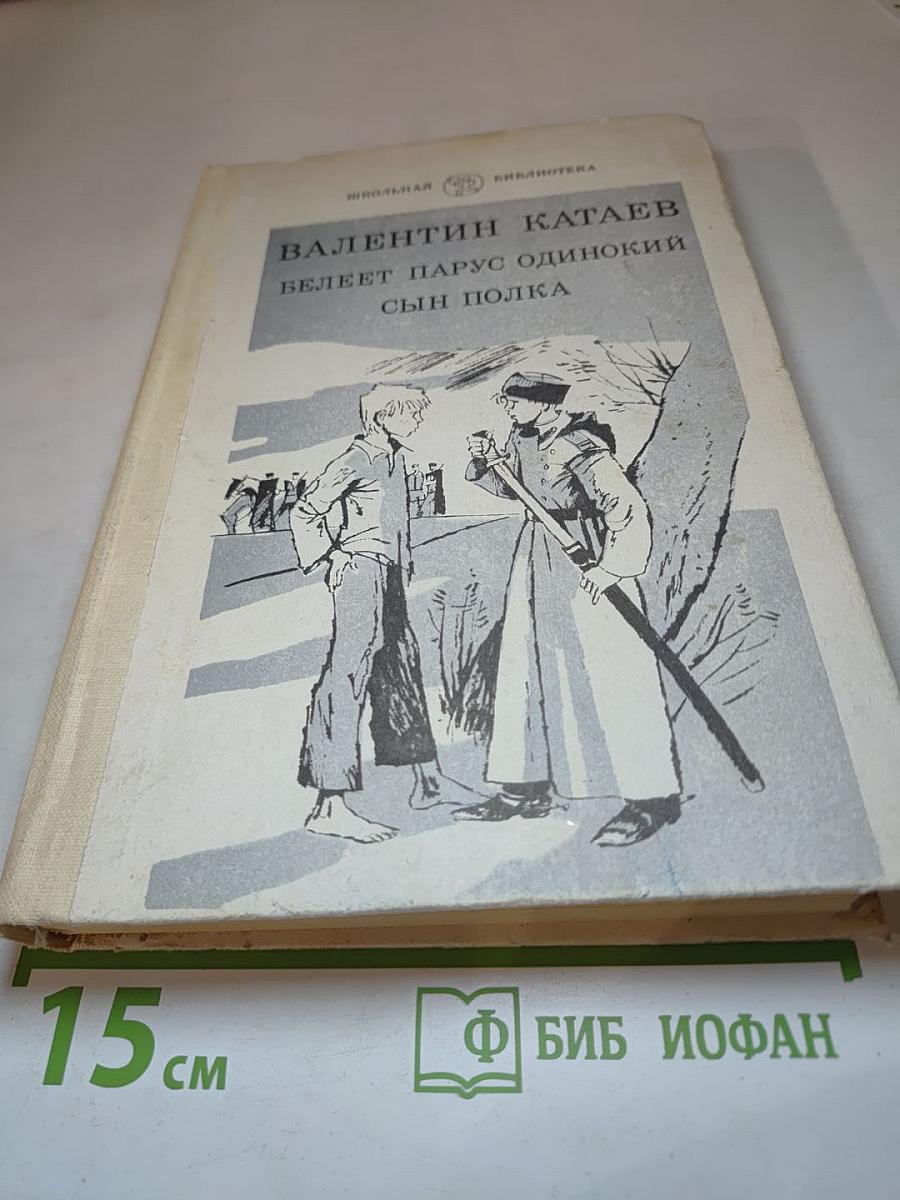 ШКОЛЬНАЯ БИБЛИОТЕКА
ВАЛЕНТИН КАТАЕВ
БЕЛЕЕТ ПАРУС ОДИНОКИЙ
СЫН ПОЛКА
15 см
Ф БИБ ИОФАН